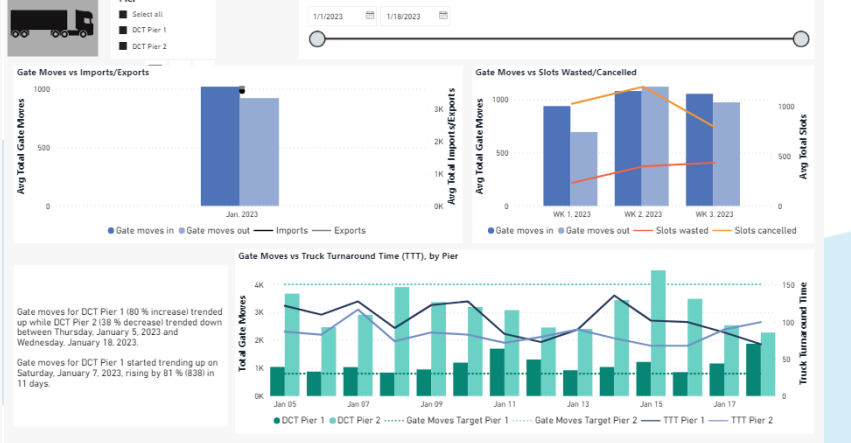 Pier
Select all
DCT Pier 1
DCT Pier 2
1/1/2023
1/18/2023
Gate Moves vs Imports/Exports
Avg Total Gate Moves
1000
500
0
3K
2K
1K
0K
Avg Total Imports/Exports
Jan, 2023
Gate moves in Gate moves out Imports Exports
Gate Moves vs Slots Wasted/Cancelled
Avg Total Gate Moves
1000
500
0
1000
500
0
Avg Total Slots
WK 1, 2023 WK 2, 2023 WK 3, 2023
Gate moves in Gate moves out Slots wasted Slots cancelled
Gate moves for DCT Pier 1 (80 % increase) trended
up while DCT Pier 2 (38 % decrease) trended down
between Thursday, January 5, 2023 and
Wednesday, January 18, 2023.
Gate moves for DCT Pier 1 started trending up on
Saturday, January 7, 2023, rising by 81 % (838) in
11 days.
Gate Moves vs Truck Turnaround Time (TTT), by Pier
Total Gate Moves
4K
3K
2K
1K
0K
150
100
50
0
Truck Turnaround Time
Jan 05 Jan 07 Jan 09 Jan 11 Jan 13 Jan 15 Jan 17
DCT Pier 1 DCT Pier 2 Gate Moves Target Pier 1 Gate Moves Target Pier 2 TTT Pier 1 TTT Pier 2